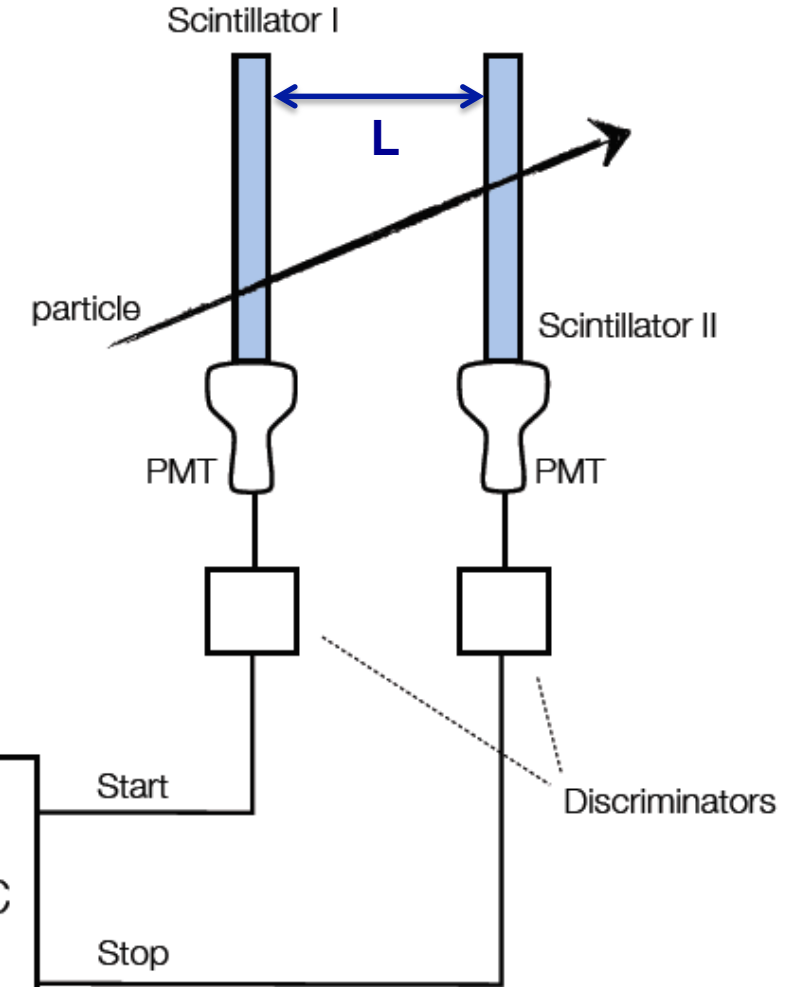 Scintillator I
L
particle
Scintillator II
PMT
PMT
Start
Discriminators
C
Stop